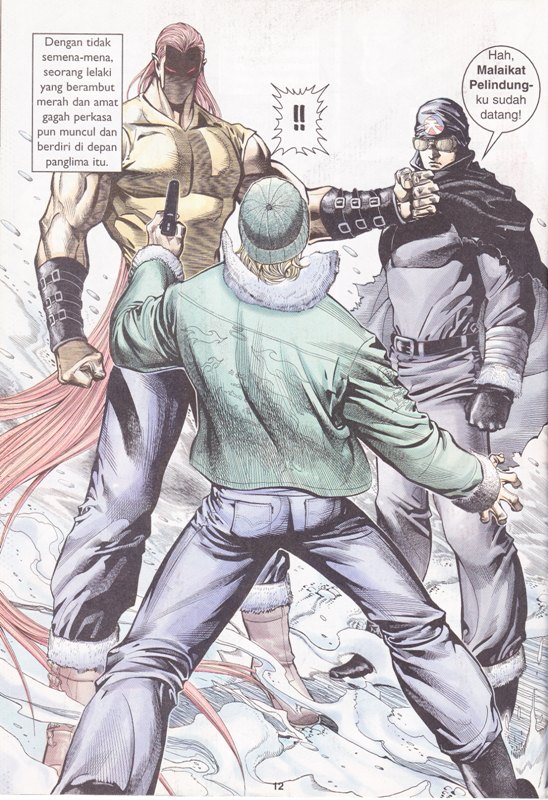 Dengan tidak
semena-mena,
seorang lelaki
yang berambut
merah dan amat
gagah perkasa
pun muncul dan
berdiri di depan
panglima itu.
!!
Hah,
Malaikat
Pelindung-
ku sudah
datang!
12